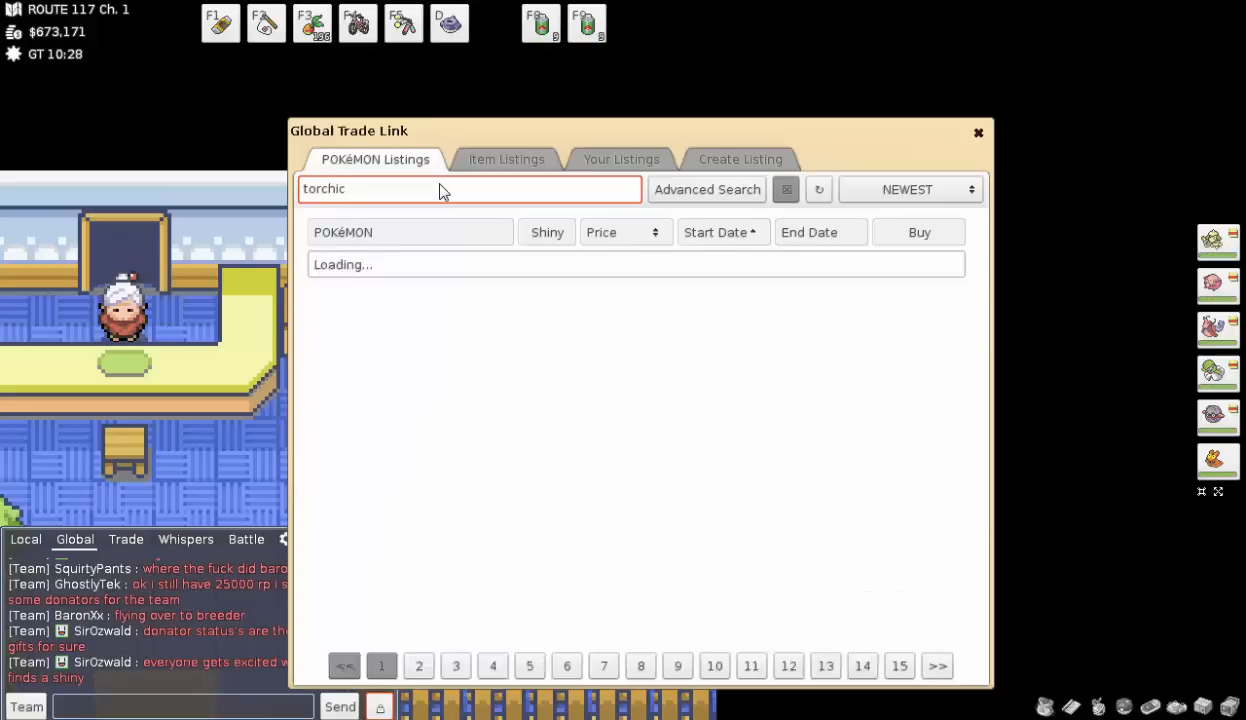 ROUTE 117 Ch. 1
$673,171
GT 10:28
F1 F2 F3 F4 F5 D F8 F9
196 9 9
Global Trade Link
POKéMON Listings Item Listings Your Listings Create Listing
torchic Advanced Search NEWEST
POKéMON Shiny Price Start Date End Date Buy
Loading...
<< 1 2 3 4 5 6 7 8 9 10 11 12 13 14 15 >>
Local Global Trade Whispers Battle
[Team] SquirtyPants : where the fuck did baro
[Team] GhostlyTek : ok i still have 25000 rp i s
some donators for the team
[Team] BaronXx : flying over to breeder
[Team] SirOzwald : donator status's are the
gifts for sure
[Team] SirOzwald : everyone gets excited w
finds a shiny
Team Send